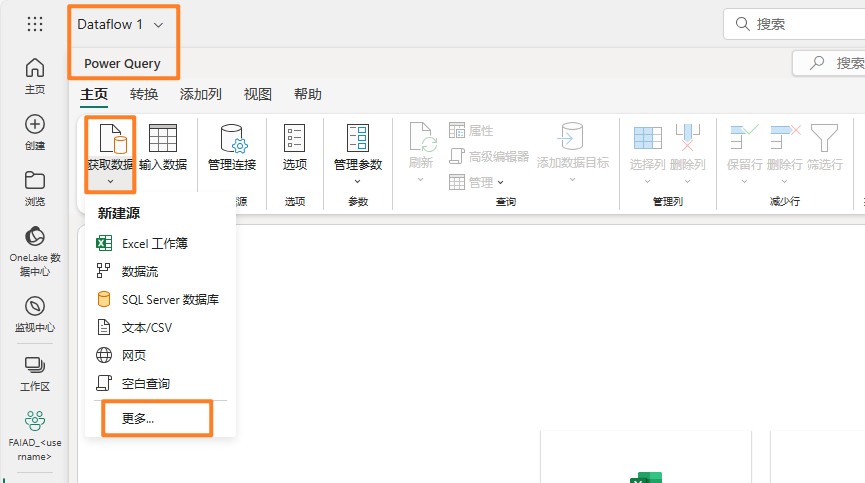 Dataflow 1
搜索
Power Query
搜索
主页
转换
添加列
视图
帮助
主页
创建
浏览
OneLake 数
据中心
监视中心
工作区
FAIAD_<use
rname>
获取数据
输入数据
管理连接
选项
管理参数
刷新
属性
高级编辑器
管理
添加数据目标
选择列
删除列
保留行
删除行
筛选行
源
选项
参数
查询
管理列
减少行
新建源
Excel 工作簿
数据流
SQL Server 数据库
文本/CSV
网页
空白查询
更多...